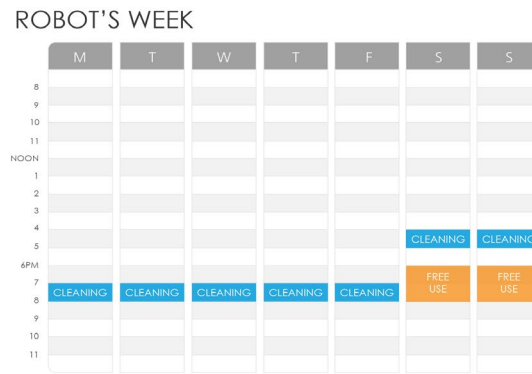 ROBOT'S WEEK
M T W T F S S
8
9
10
11
NOON
1
2
3
4
CLEANING CLEANING
5
6PM
FREE USE FREE USE
7
CLEANING CLEANING CLEANING CLEANING CLEANING
8
9
10
11